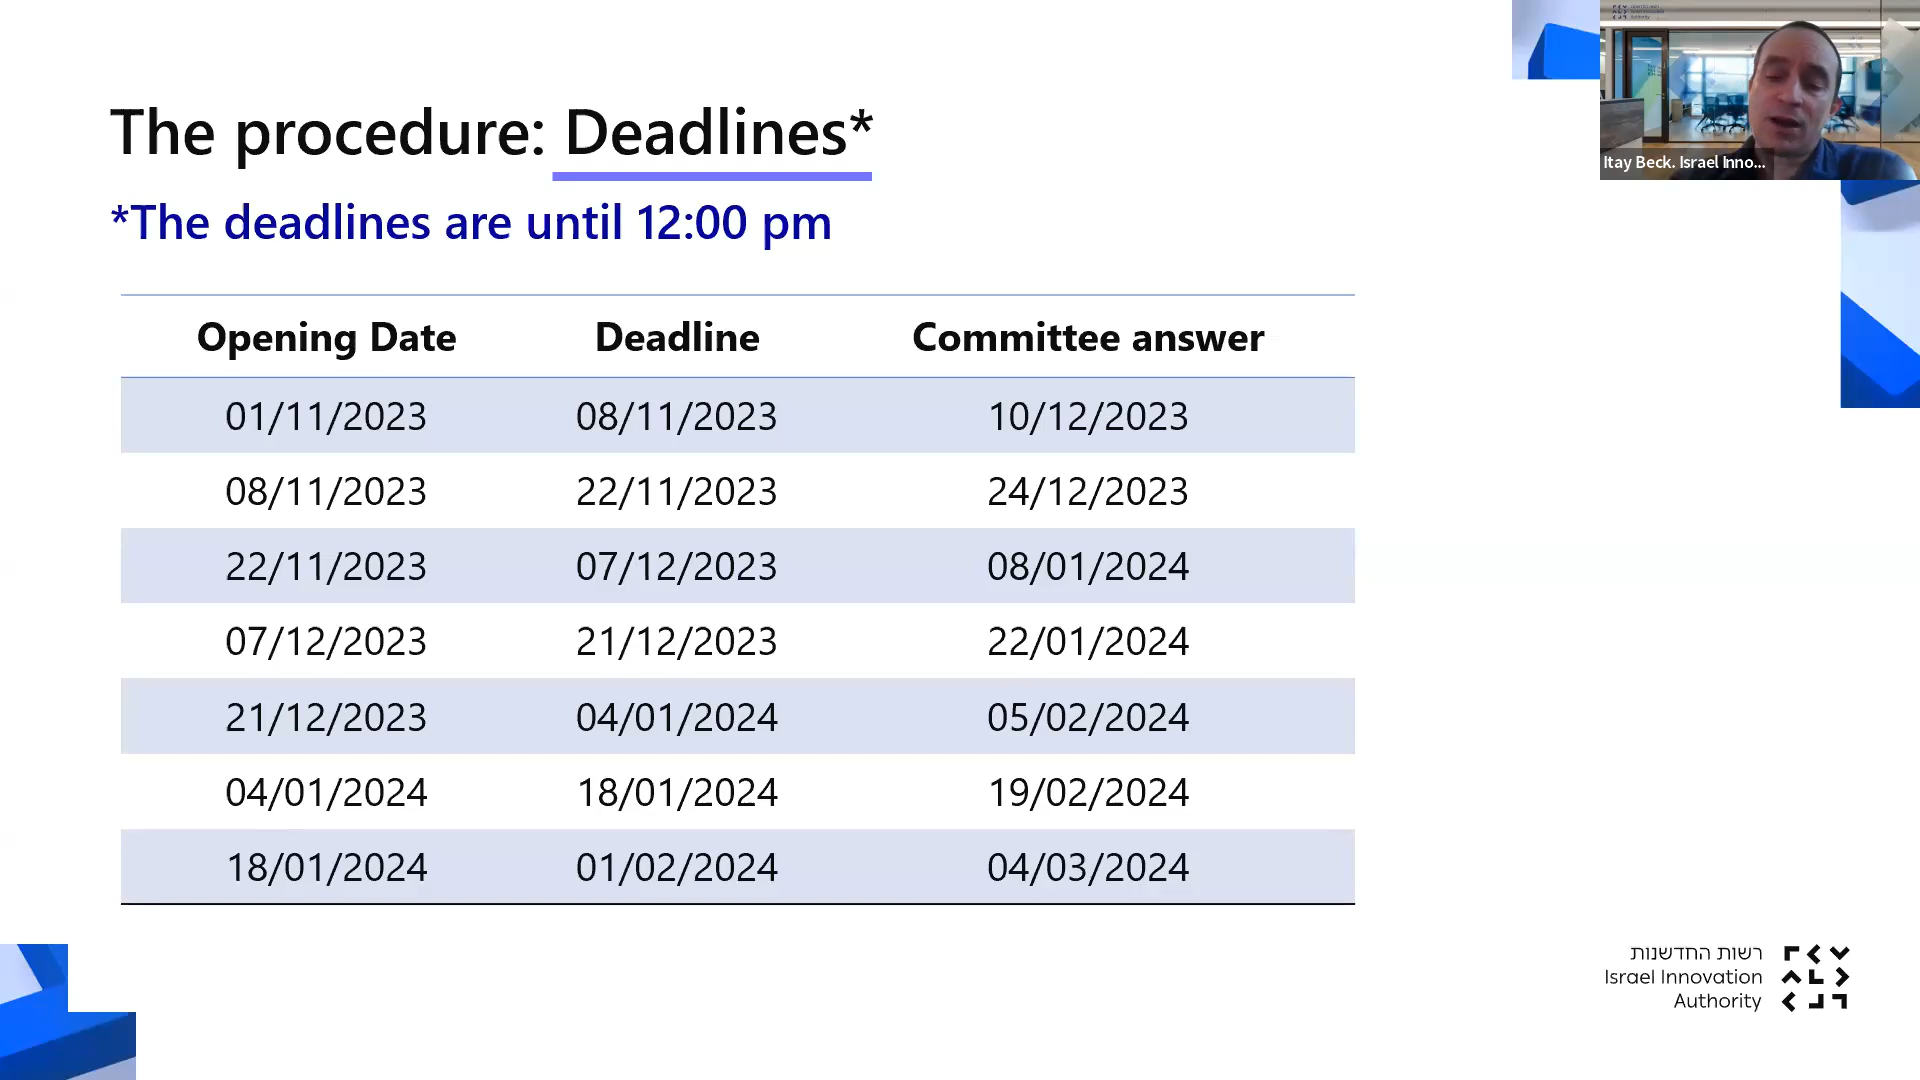 The procedure: Deadlines*
*The deadlines are until 12:00 pm
Opening Date Deadline Committee answer
01/11/2023 08/11/2023 10/12/2023
08/11/2023 22/11/2023 24/12/2023
22/11/2023 07/12/2023 08/01/2024
07/12/2023 21/12/2023 22/01/2024
21/12/2023 04/01/2024 05/02/2024
04/01/2024 18/01/2024 19/02/2024
18/01/2024 01/02/2024 04/03/2024
Itay Beck. Israel Inno...
רשות החדשנות
Israel Innovation
Authority